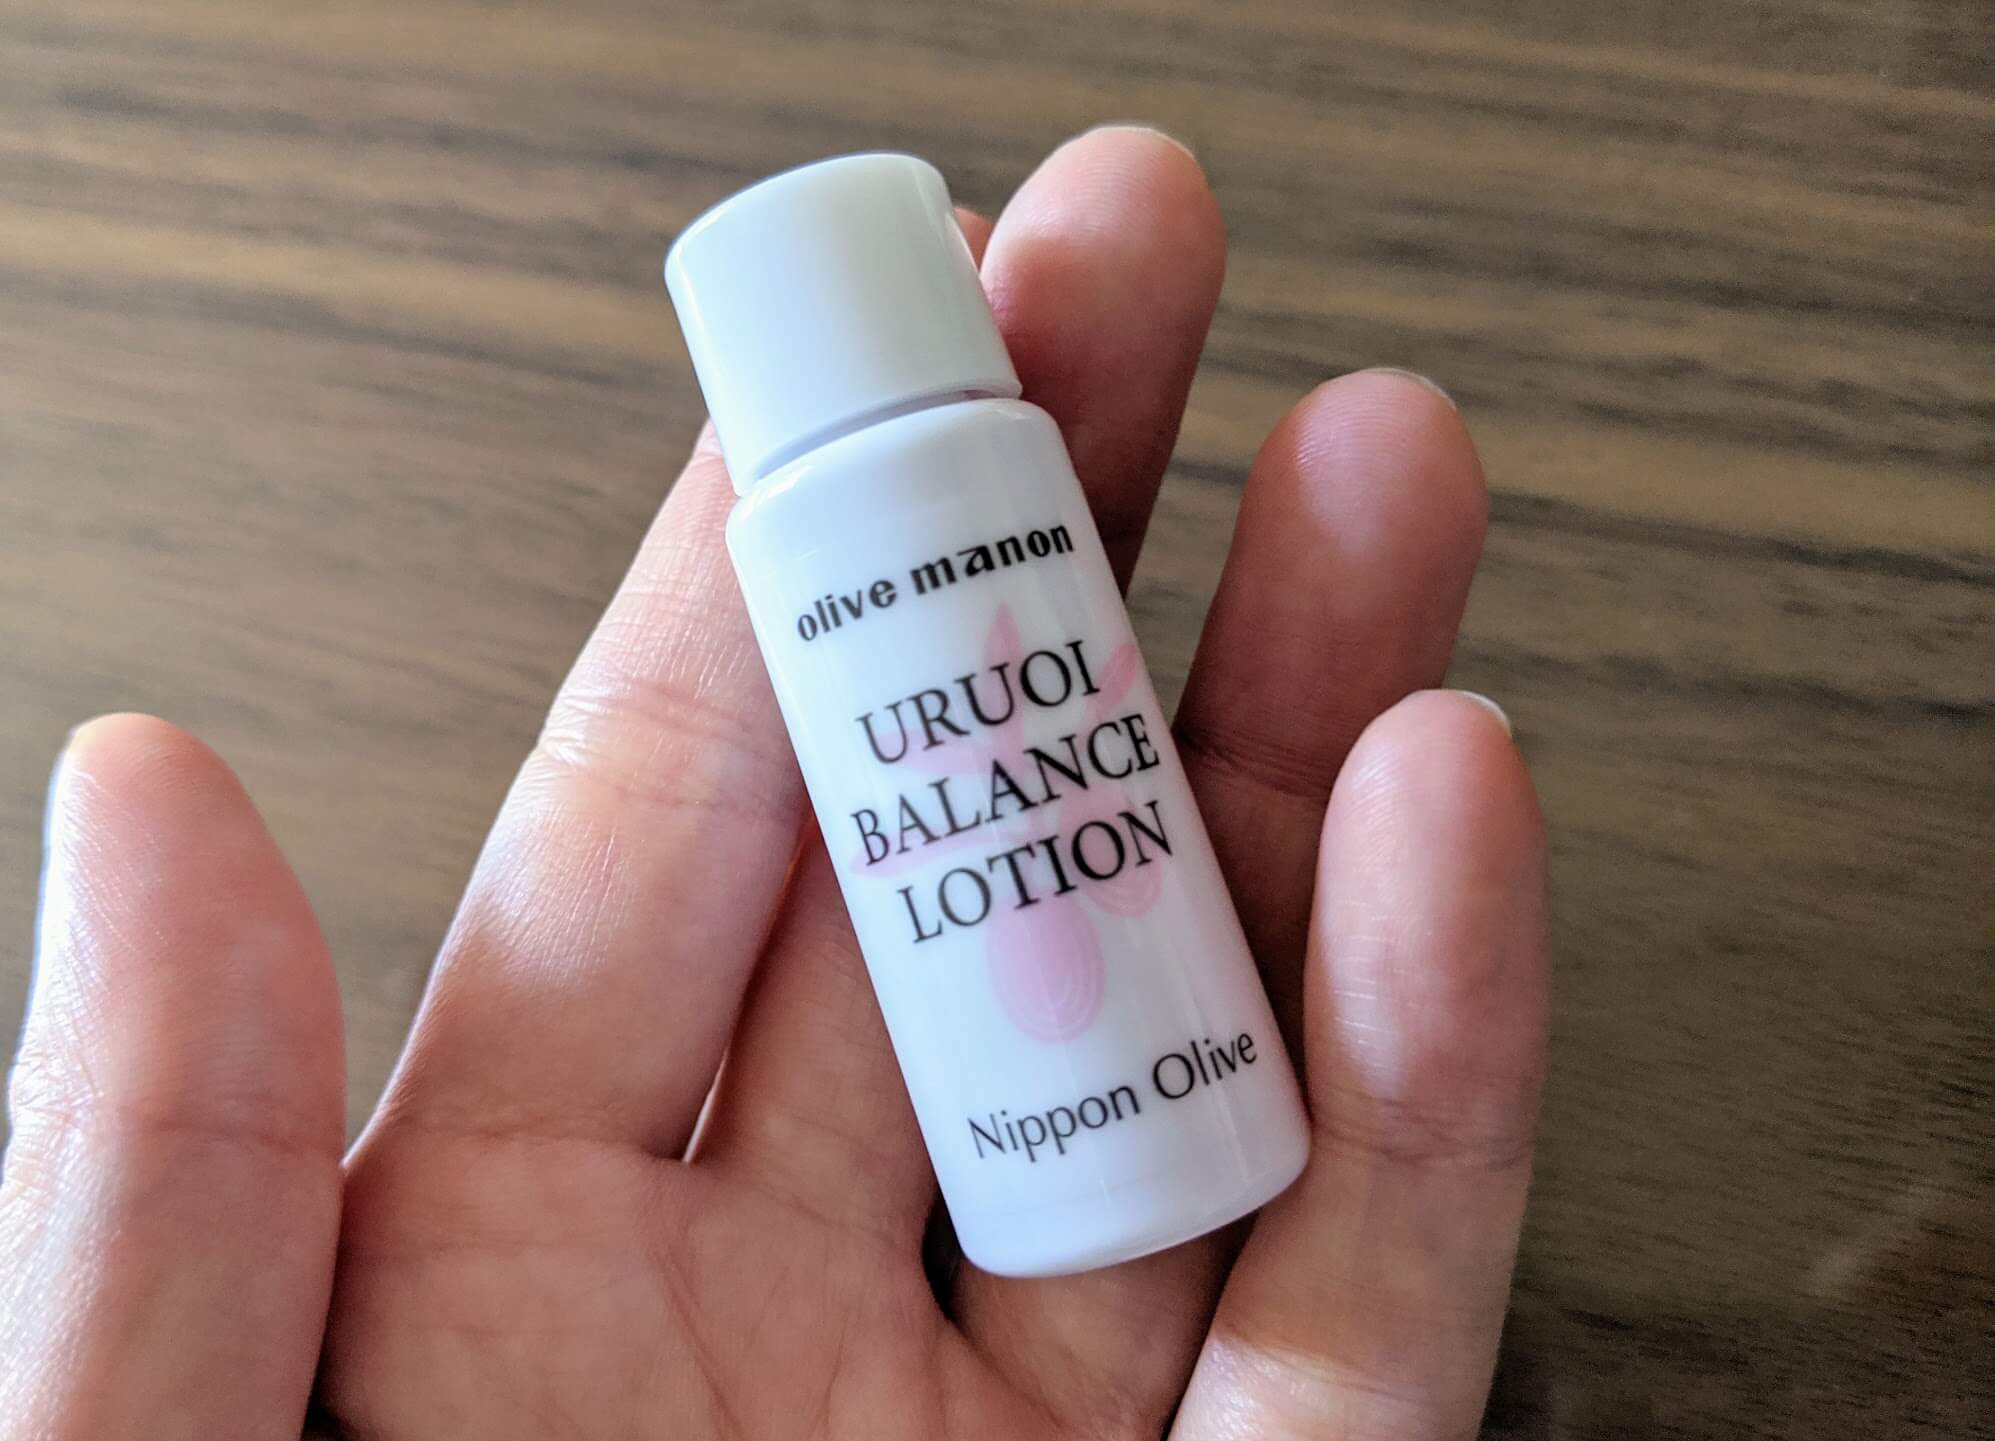 olive manon
URUOI
BALANCE
LOTION
Nippon Olive